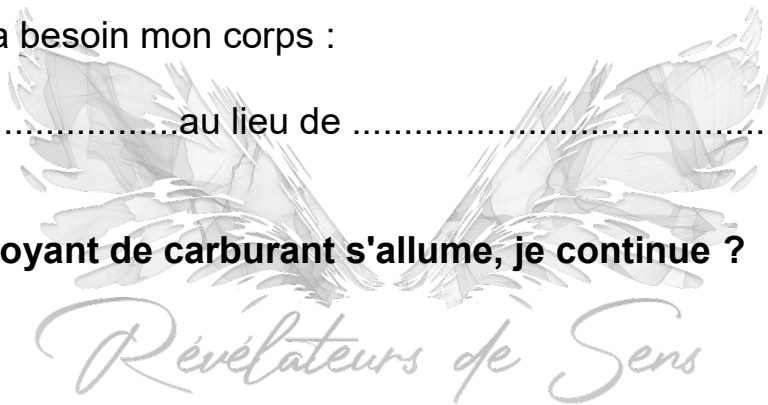 a besoin mon corps :
.................au lieu de ........................................
oyant de carburant s'allume, je continue ?
Révélateurs de Sens